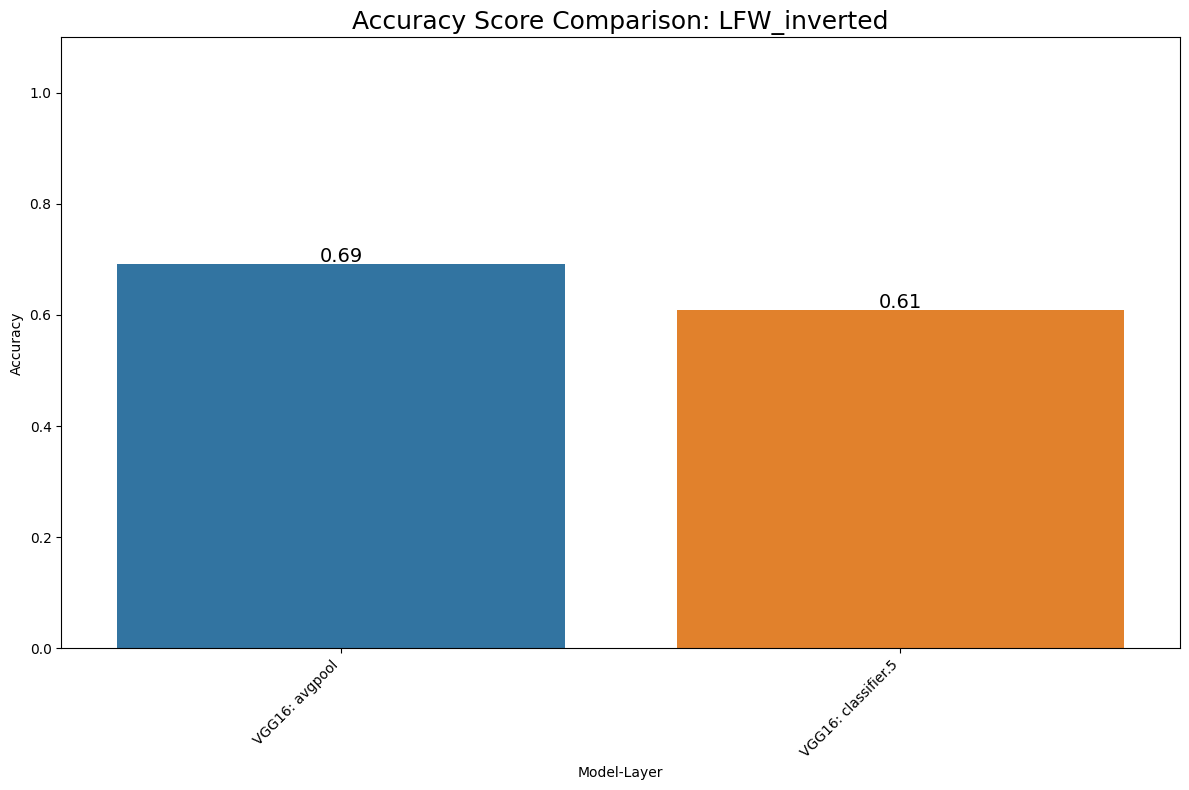 Accuracy Score Comparison: LFW_inverted
1.0
0.8
0.6
0.4
0.2
0.0
Accuracy
0.69
0.61
VGG16: avgpool
VGG16: classifier.5
Model-Layer